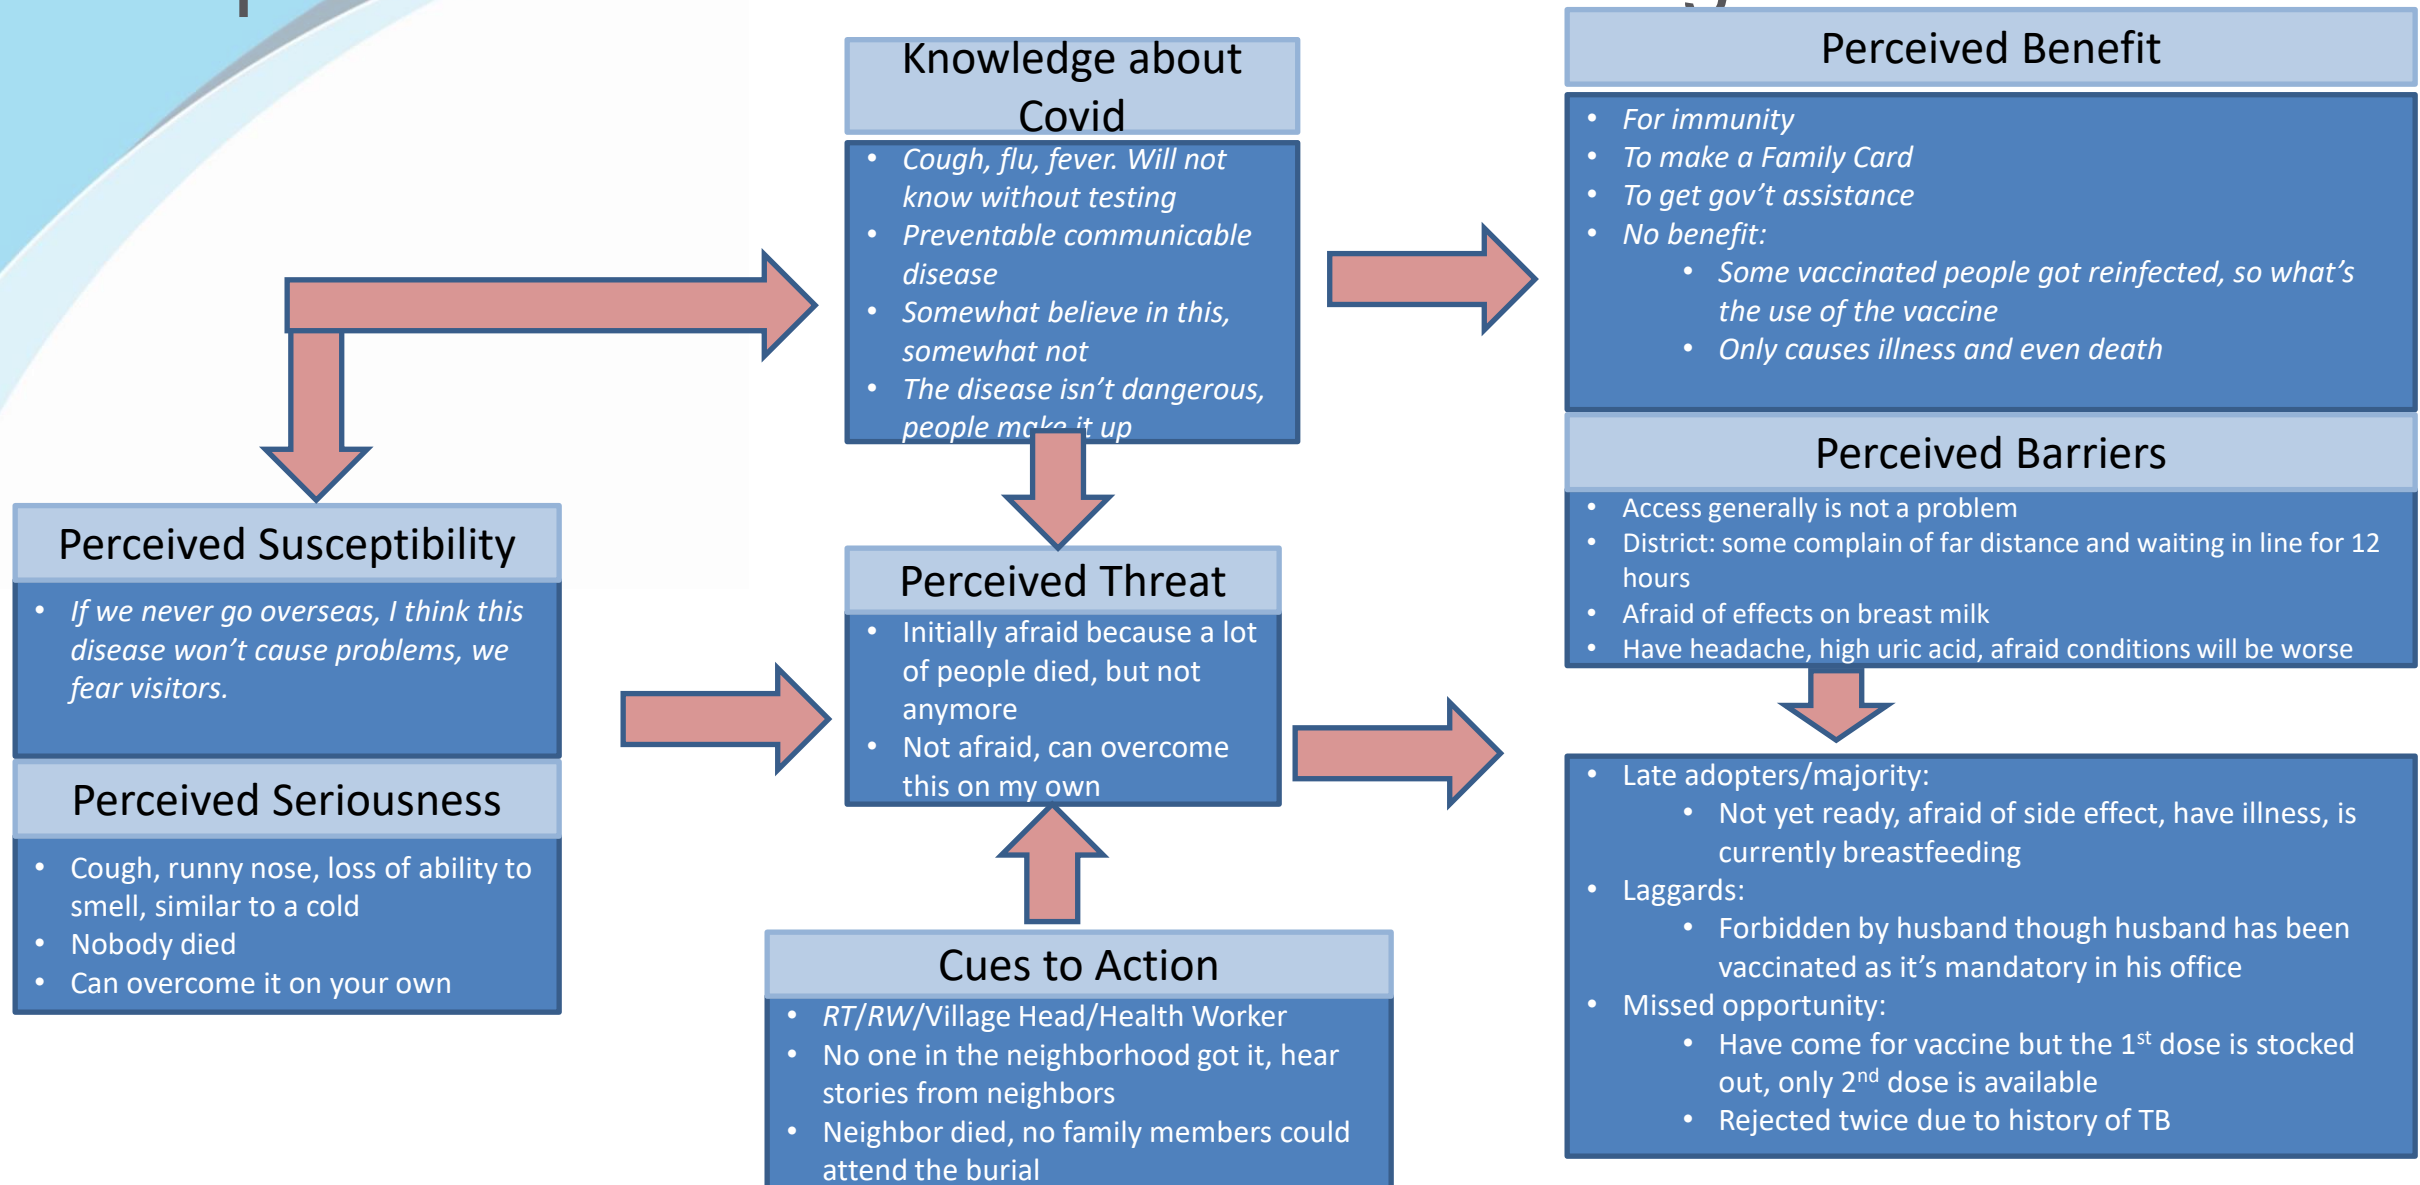 Knowledge about
Covid
• Cough, flu, fever. Will not
know without testing
• Preventable communicable
disease
• Somewhat believe in this,
somewhat not
• The disease isn't dangerous,
people make it up
Perceived Benefit
• For immunity
• To make a Family Card
• To get gov't assistance
• No benefit:
• Some vaccinated people got reinfected, so what's
the use of the vaccine
• Only causes illness and even death
Perceived Barriers
• Access generally is not a problem
• District: some complain of far distance and waiting in line for 12
hours
• Afraid of effects on breast milk
• Have headache, high uric acid, afraid conditions will be worse
Perceived Susceptibility
• If we never go overseas, I think this
disease won't cause problems, we
fear visitors.
Perceived Seriousness
• Cough, runny nose, loss of ability to
smell, similar to a cold
• Nobody died
• Can overcome it on your own
Perceived Threat
• Initially afraid because a lot
of people died, but not
anymore
• Not afraid, can overcome
this on my own
Cues to Action
• RT/RW/Village Head/Health Worker
• No one in the neighborhood got it, hear
stories from neighbors
• Neighbor died, no family members could
attend the burial
• Late adopters/majority:
• Not yet ready, afraid of side effect, have illness, is
currently breastfeeding
• Laggards:
• Forbidden by husband though husband has been
vaccinated as it's mandatory in his office
• Missed opportunity:
• Have come for vaccine but the 1st dose is stocked
out, only 2nd dose is available
• Rejected twice due to history of TB